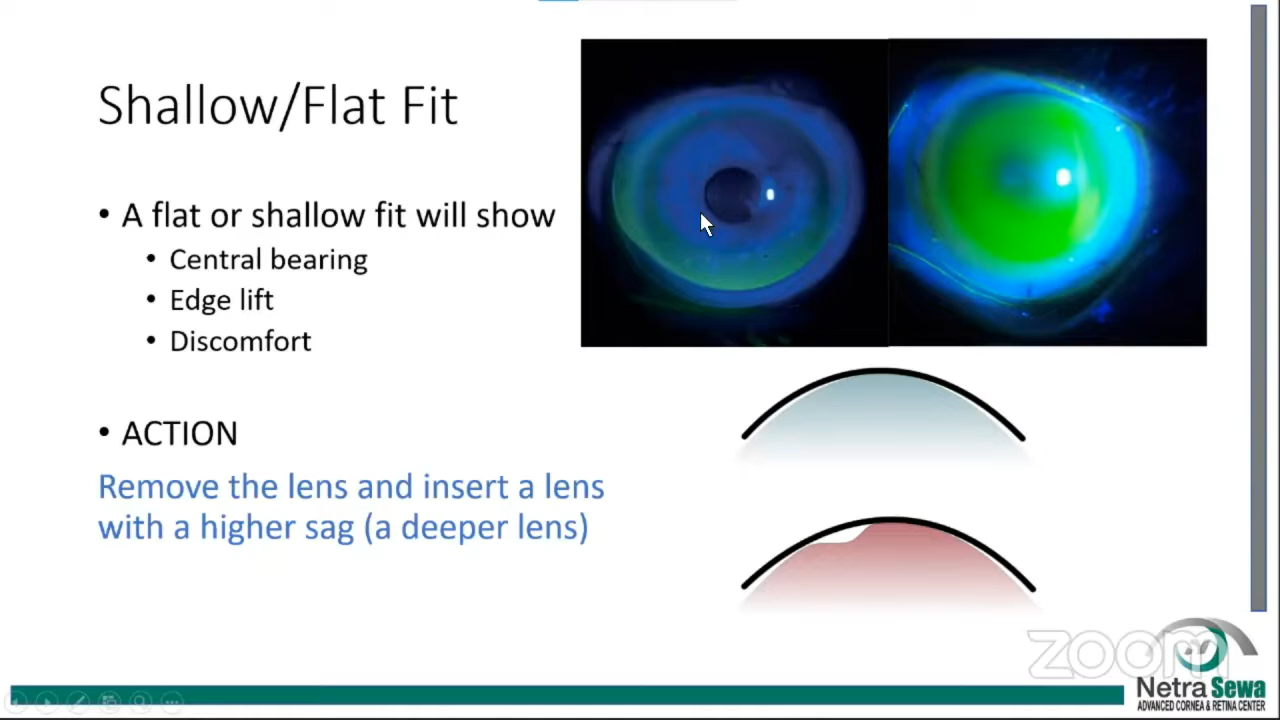 Shallow/Flat Fit
• A flat or shallow fit will show
• Central bearing
• Edge lift
• Discomfort
• ACTION
Remove the lens and insert a lens
with a higher sag (a deeper lens)
zoom
Netra Sewa
ADVANCED CORNEA & RETINA CENTER